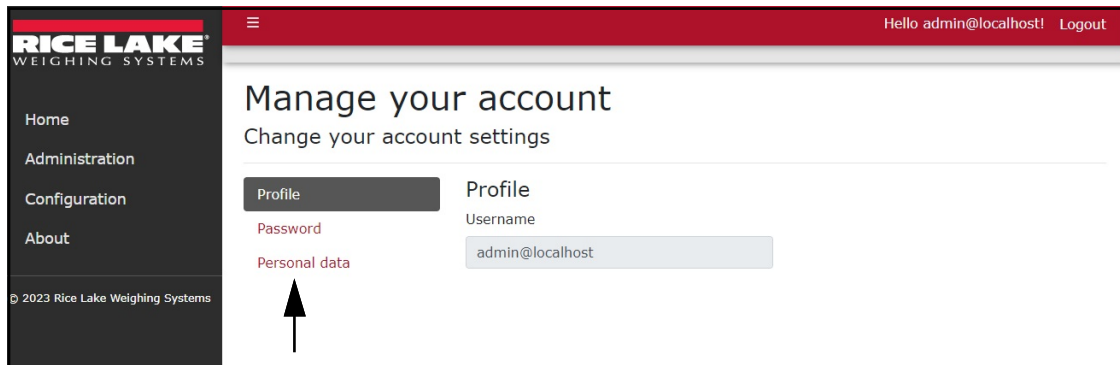 RICE LAKE®
WEIGHING SYSTEMS
☰
Hello admin@localhost! Logout
Home
Administration
Configuration
About
© 2023 Rice Lake Weighing Systems
Manage your account
Change your account settings
Profile
Password
Personal data
Profile
Username
admin@localhost